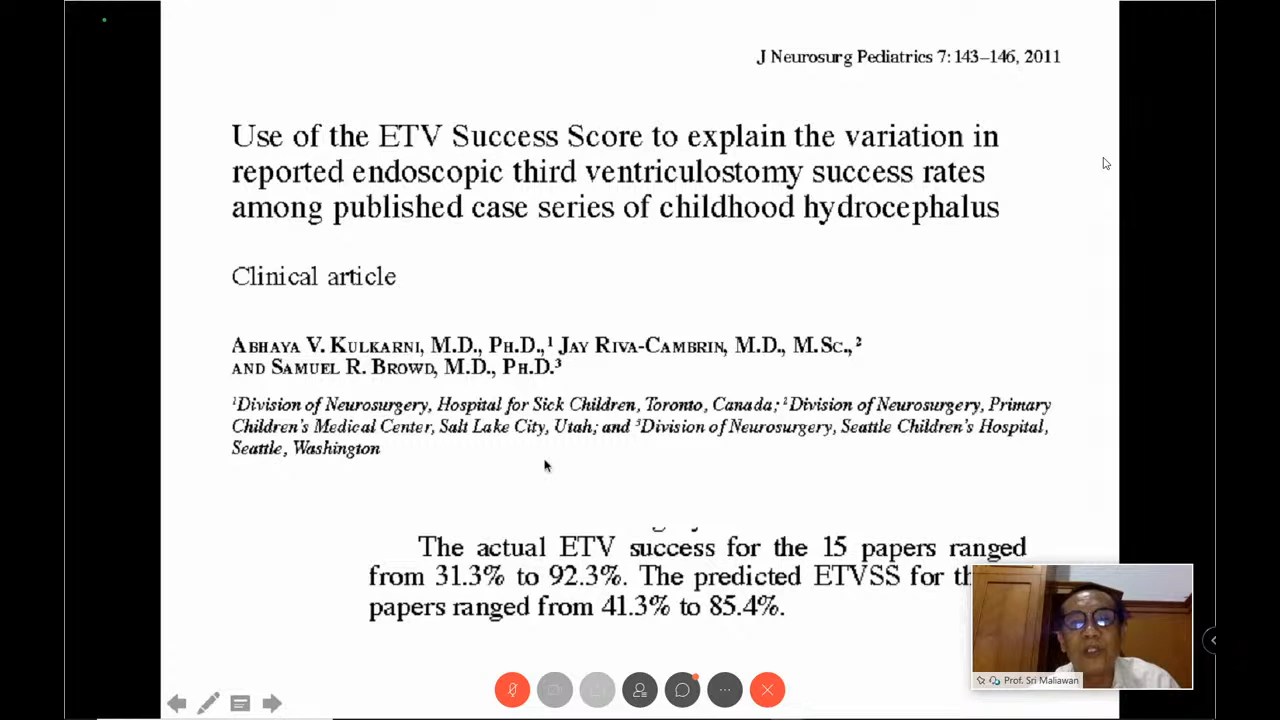 J Neurosurg Pediatrics 7:143–146, 2011
Use of the ETV Success Score to explain the variation in
reported endoscopic third ventriculostomy success rates
among published case series of childhood hydrocephalus
Clinical article
Abhaya V. Kulkarni, M.D., Ph.D.,¹ Jay Riva-Cambrin, M.D., M.Sc.,²
and Samuel R. Browd, M.D., Ph.D.³
¹Division of Neurosurgery, Hospital for Sick Children, Toronto, Canada; ²Division of Neurosurgery, Primary
Children's Medical Center, Salt Lake City, Utah; and ³Division of Neurosurgery, Seattle Children's Hospital,
Seattle, Washington
The actual ETV success for the 15 papers ranged
from 31.3% to 92.3%. The predicted ETVSS for
papers ranged from 41.3% to 85.4%.
Prof. Sri Maliawan